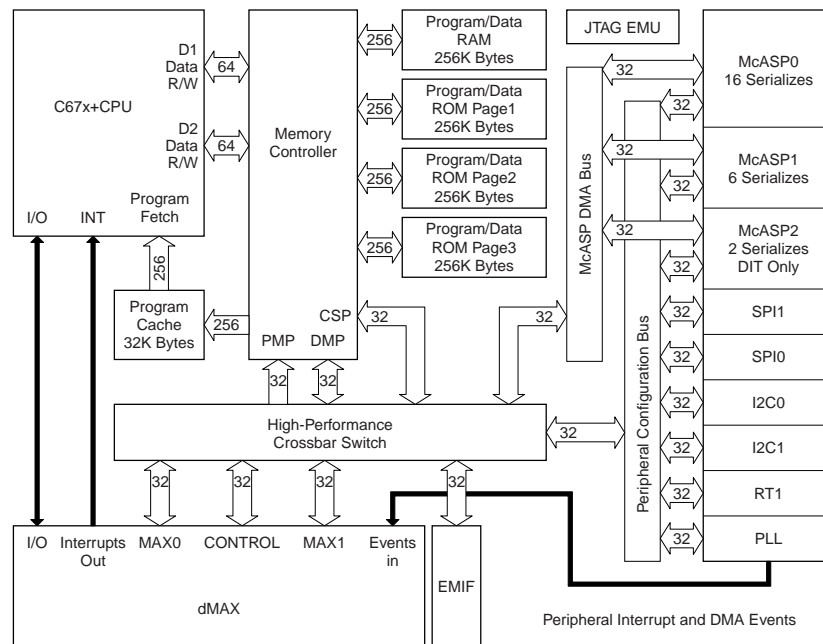 D1
Data
R/W
64
C67x+CPU
D2
Data
R/W
64
I/O
INT
Program
Fetch
256
Program
Cache
32K Bytes
256
Memory
Controller
CSP
32
PMP
DMP
32
32
256
Program/Data
RAM
256K Bytes
256
Program/Data
ROM Page1
256K Bytes
256
Program/Data
ROM Page2
256K Bytes
256
Program/Data
ROM Page3
256K Bytes
JTAG EMU
McASP DMA Bus
32
32
32
32
Peripheral Configuration Bus
32
McASP0
16 Serializes
32
McASP1
6 Serializes
32
McASP2
2 Serializes
DIT Only
32
SPI1
32
SPI0
32
I2C0
32
I2C1
32
RT1
32
PLL
High-Performance
Crossbar Switch
32
32
32
32
32
I/O
Interrupts
Out
MAX0
CONTROL
MAX1
Events
in
dMAX
EMIF
Peripheral Interrupt and DMA Events